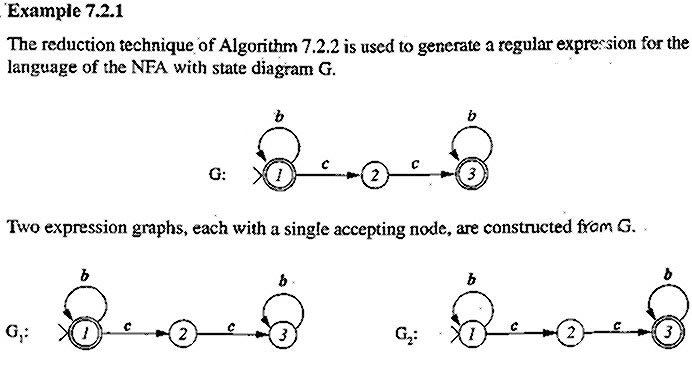 Example 7.2.1
The reduction technique of Algorithm 7.2.2 is used to generate a regular expression for the
language of the NFA with state diagram G.
b b
G: 1 c 2 c 3
Two expression graphs, each with a single accepting node, are constructed from G.
b b b b
G₁: 1 c 2 c 3 G₂: 1 c 2 c 3